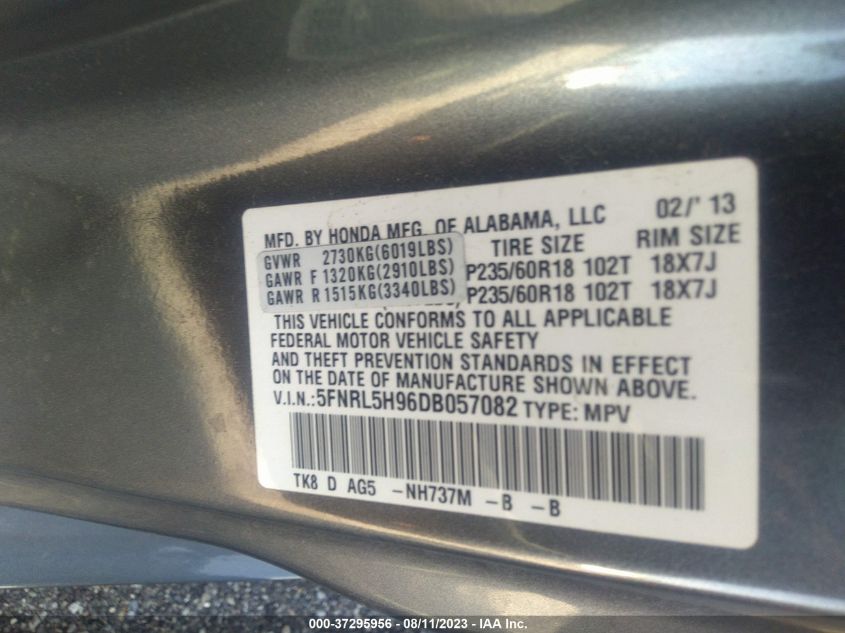 MFD. BY HONDA MFG. OF ALABAMA, LLC 02/' 13
GVWR 2730KG(6019LBS) TIRE SIZE RIM SIZE
GAWR F 1320KG(2910LBS) P235/60R18 102T 18X7J
GAWR R 1515KG(3340LBS) P235/60R18 102T 18X7J
THIS VEHICLE CONFORMS TO ALL APPLICABLE
FEDERAL MOTOR VEHICLE SAFETY
AND THEFT PREVENTION STANDARDS IN EFFECT
ON THE DATE OF MANUFACTURE SHOWN ABOVE.
V.I.N.:5FNRL5H96DB057082 TYPE: MPV
TK8 D AG5 -NH737M -B -B
000-37295956 - 08/11/2023 - IAA Inc.